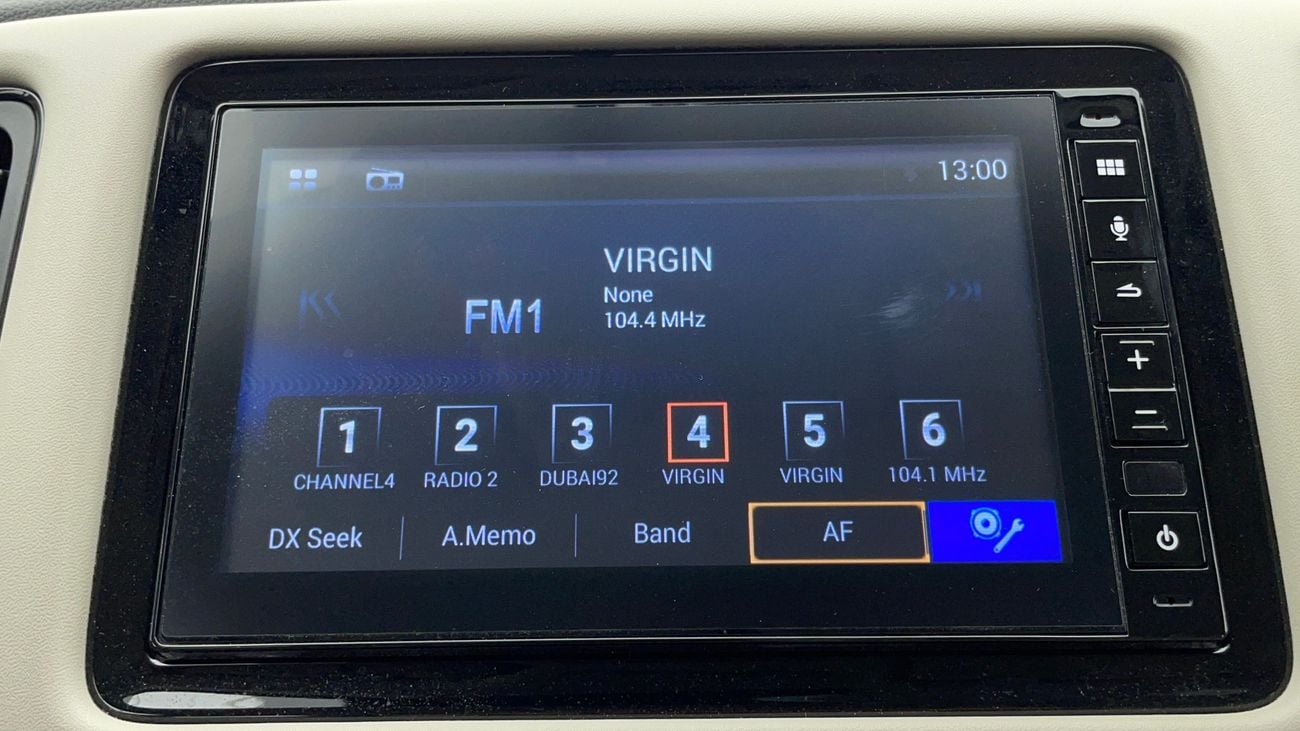 13:00
VIRGIN
None
FM1
104.4 MHz
1 2 3 4 5 6
CHANNEL4 RADIO 2 DUBAI92 VIRGIN VIRGIN 104.1 MHz
DX Seek A.Memo Band AF